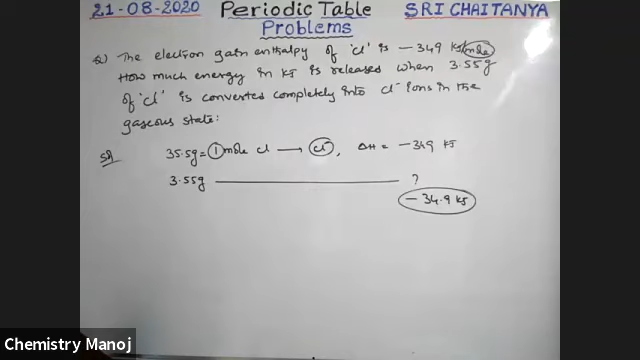 21-08-2020 Periodic Table SRI CHAITANYA
Problems
Q) The electron gain enthalpy of 'cl' is - 349 KJ/mole
How much energy in KJ is released when 3.55g
of 'cl' is converted completely into cl⁻ ions in the
gaseous state:
Sol 35.5g = 1 mole cl → cl⁻, ΔH = - 349 KJ
3.55g ?
- 34.9 KJ
Chemistry Manoj